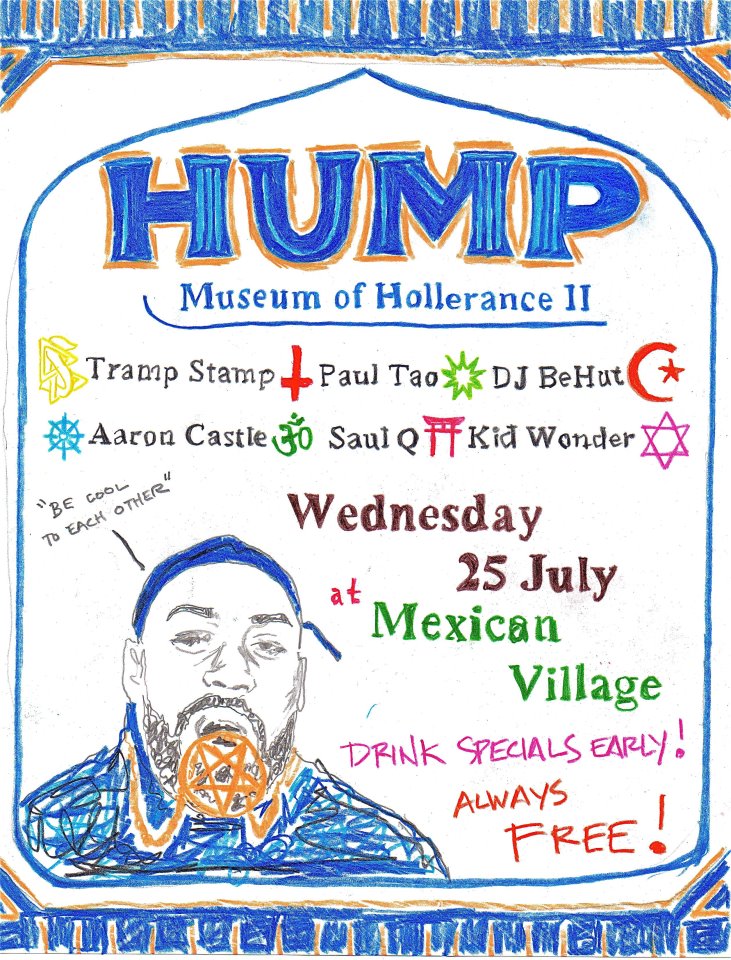 HUMP
Museum of Hollerance II
Tramp Stamp Paul Tao DJ BeHut
Aaron Castle ॐ Saul Q Kid Wonder
"BE COOL
TO EACH OTHER"
Wednesday
25 July
at Mexican
Village
DRINK SPECIALS EARLY!
ALWAYS
FREE!